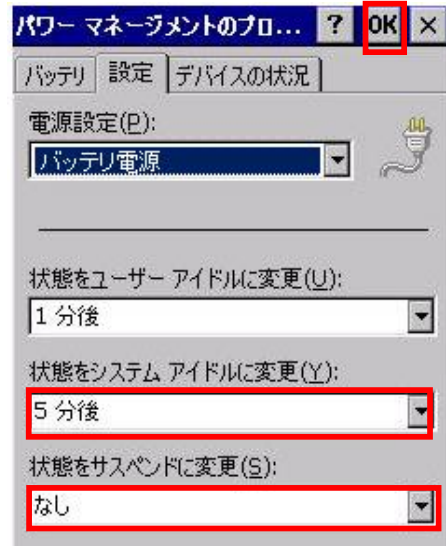 パワー マネージメントのプロ... ? OK ×
バッテリ 設定 デバイスの状況
電源設定(P):
バッテリ電源
状態をユーザー アイドルに変更(U):
1 分後
状態をシステム アイドルに変更(Y):
5 分後
状態をサスペンドに変更(S):
なし